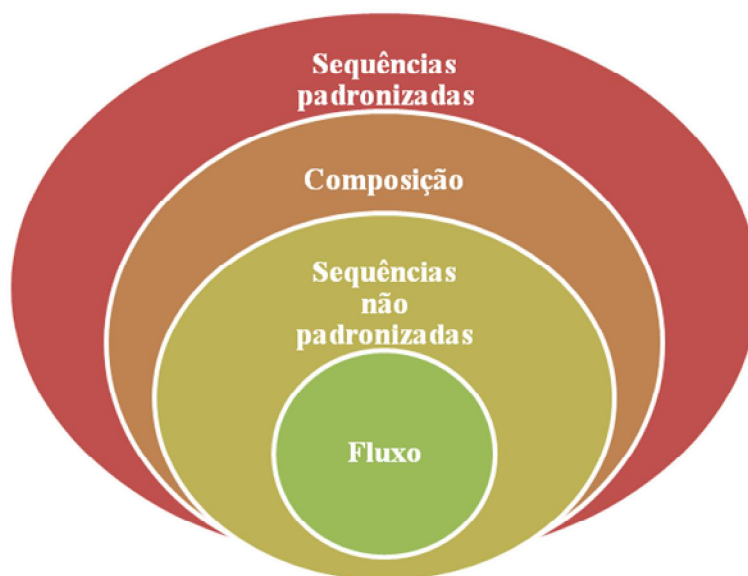 Sequências
padronizadas
Composição
Sequências
não
padronizadas
Fluxo